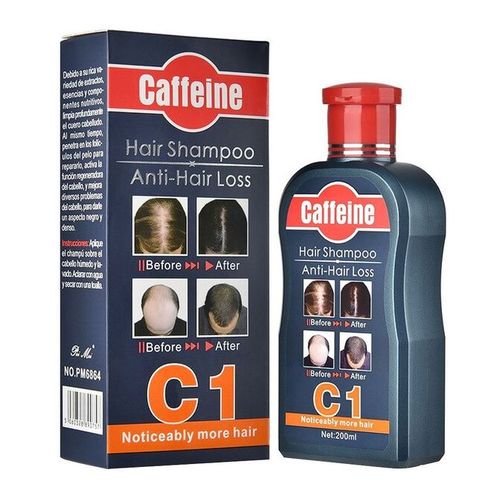 Debido a su rica va-
riedad de extractos,
esencias y compo-
nentes nutritivos,
limpia profundamente
el cuero cabelludo.
Al mismo tiempo,
penetra en los folíc-
ulos del pelo para
repararlo, activa la
función regeneradora
del cabello, y mejora
diversos problemas
del cabello, para darle
un aspecto negro y
denso.
Instrucciones: Aplique
el champú sobre el
cabello húmedo y la-
vado. Aclarar con agua
y secar con una toalla.
Pei Mei
NO.PM6864
Caffeine
Hair Shampoo
Anti-Hair Loss
Before
After
Before
After
C1
Noticeably more hair
Caffeine
Hair Shampoo
Anti-Hair Loss
Before
After
Before
After
C1
Noticeably more hair
Net:200ml